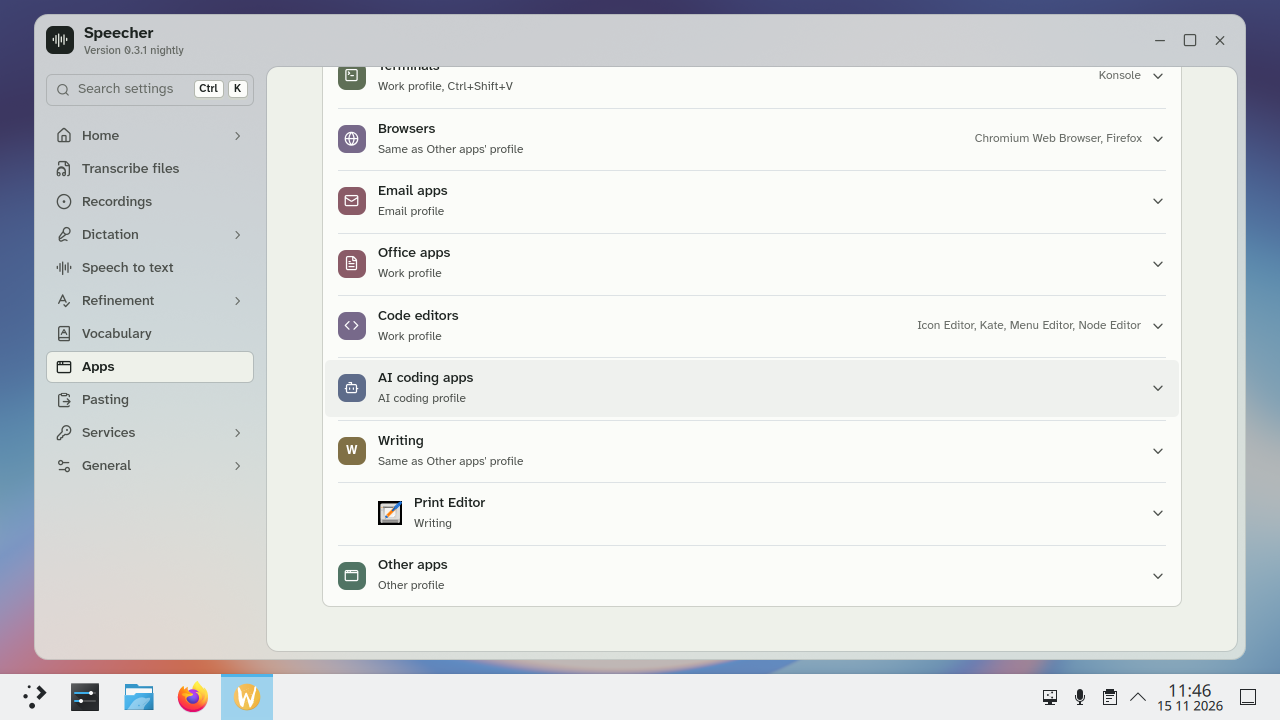 Speecher
Version 0.3.1 nightly
Search settings Ctrl K
Home
Transcribe files
Recordings
Dictation
Speech to text
Refinement
Vocabulary
Apps
Pasting
Services
General
Terminals
Work profile, Ctrl+Shift+V
Konsole
Browsers
Same as Other apps' profile
Chromium Web Browser, Firefox
Email apps
Email profile
Office apps
Work profile
Code editors
Work profile
Icon Editor, Kate, Menu Editor, Node Editor
AI coding apps
AI coding profile
W
Writing
Same as Other apps' profile
Print Editor
Writing
Other apps
Other profile
11:46
15 11 2026